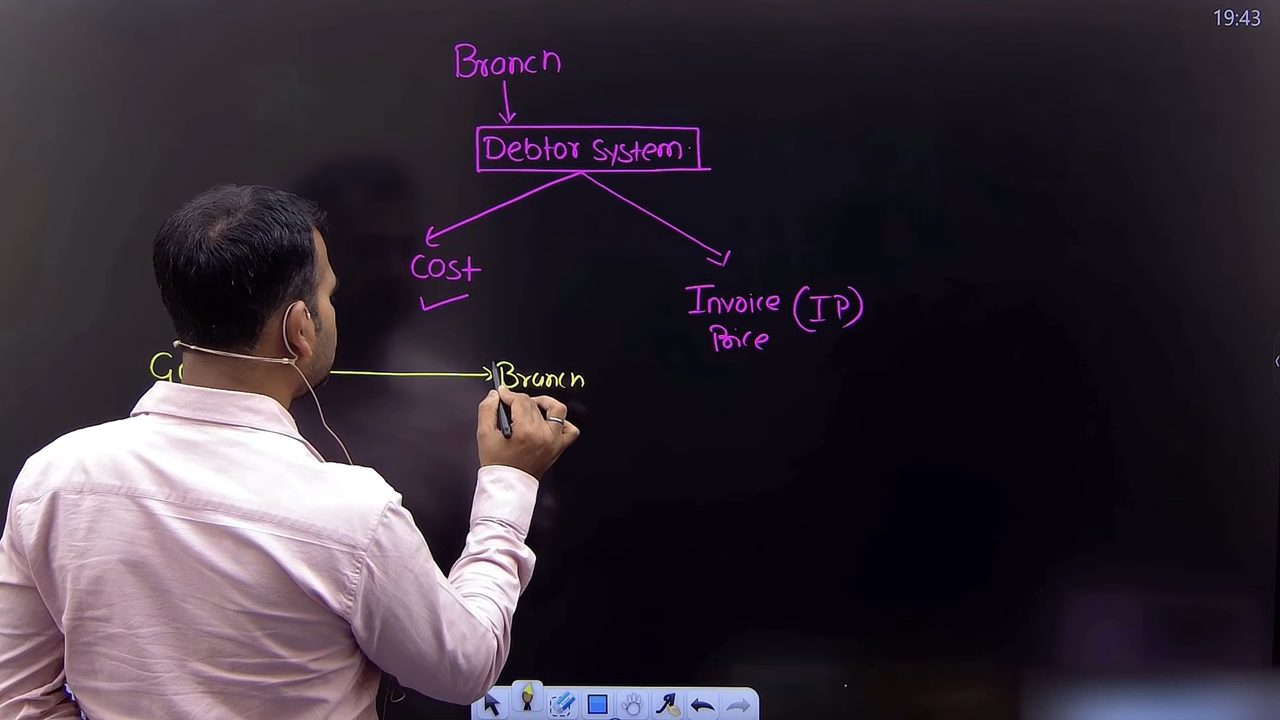 19:43
Branch
Debtor system
Cost
Invoice (IP)
Price
Branch